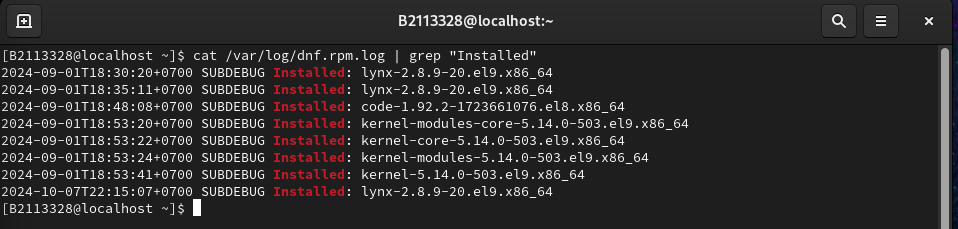 B2113328@localhost:~
[B2113328@localhost ~]$ cat /var/log/dnf.rpm.log | grep "Installed"
2024-09-01T18:30:20+0700 SUBDEBUG Installed: lynx-2.8.9-20.el9.x86_64
2024-09-01T18:35:11+0700 SUBDEBUG Installed: lynx-2.8.9-20.el9.x86_64
2024-09-01T18:48:08+0700 SUBDEBUG Installed: code-1.92.2-1723661076.el8.x86_64
2024-09-01T18:53:20+0700 SUBDEBUG Installed: kernel-modules-core-5.14.0-503.el9.x86_64
2024-09-01T18:53:22+0700 SUBDEBUG Installed: kernel-core-5.14.0-503.el9.x86_64
2024-09-01T18:53:24+0700 SUBDEBUG Installed: kernel-modules-5.14.0-503.el9.x86_64
2024-09-01T18:53:41+0700 SUBDEBUG Installed: kernel-5.14.0-503.el9.x86_64
2024-10-07T22:15:07+0700 SUBDEBUG Installed: lynx-2.8.9-20.el9.x86_64
[B2113328@localhost ~]$